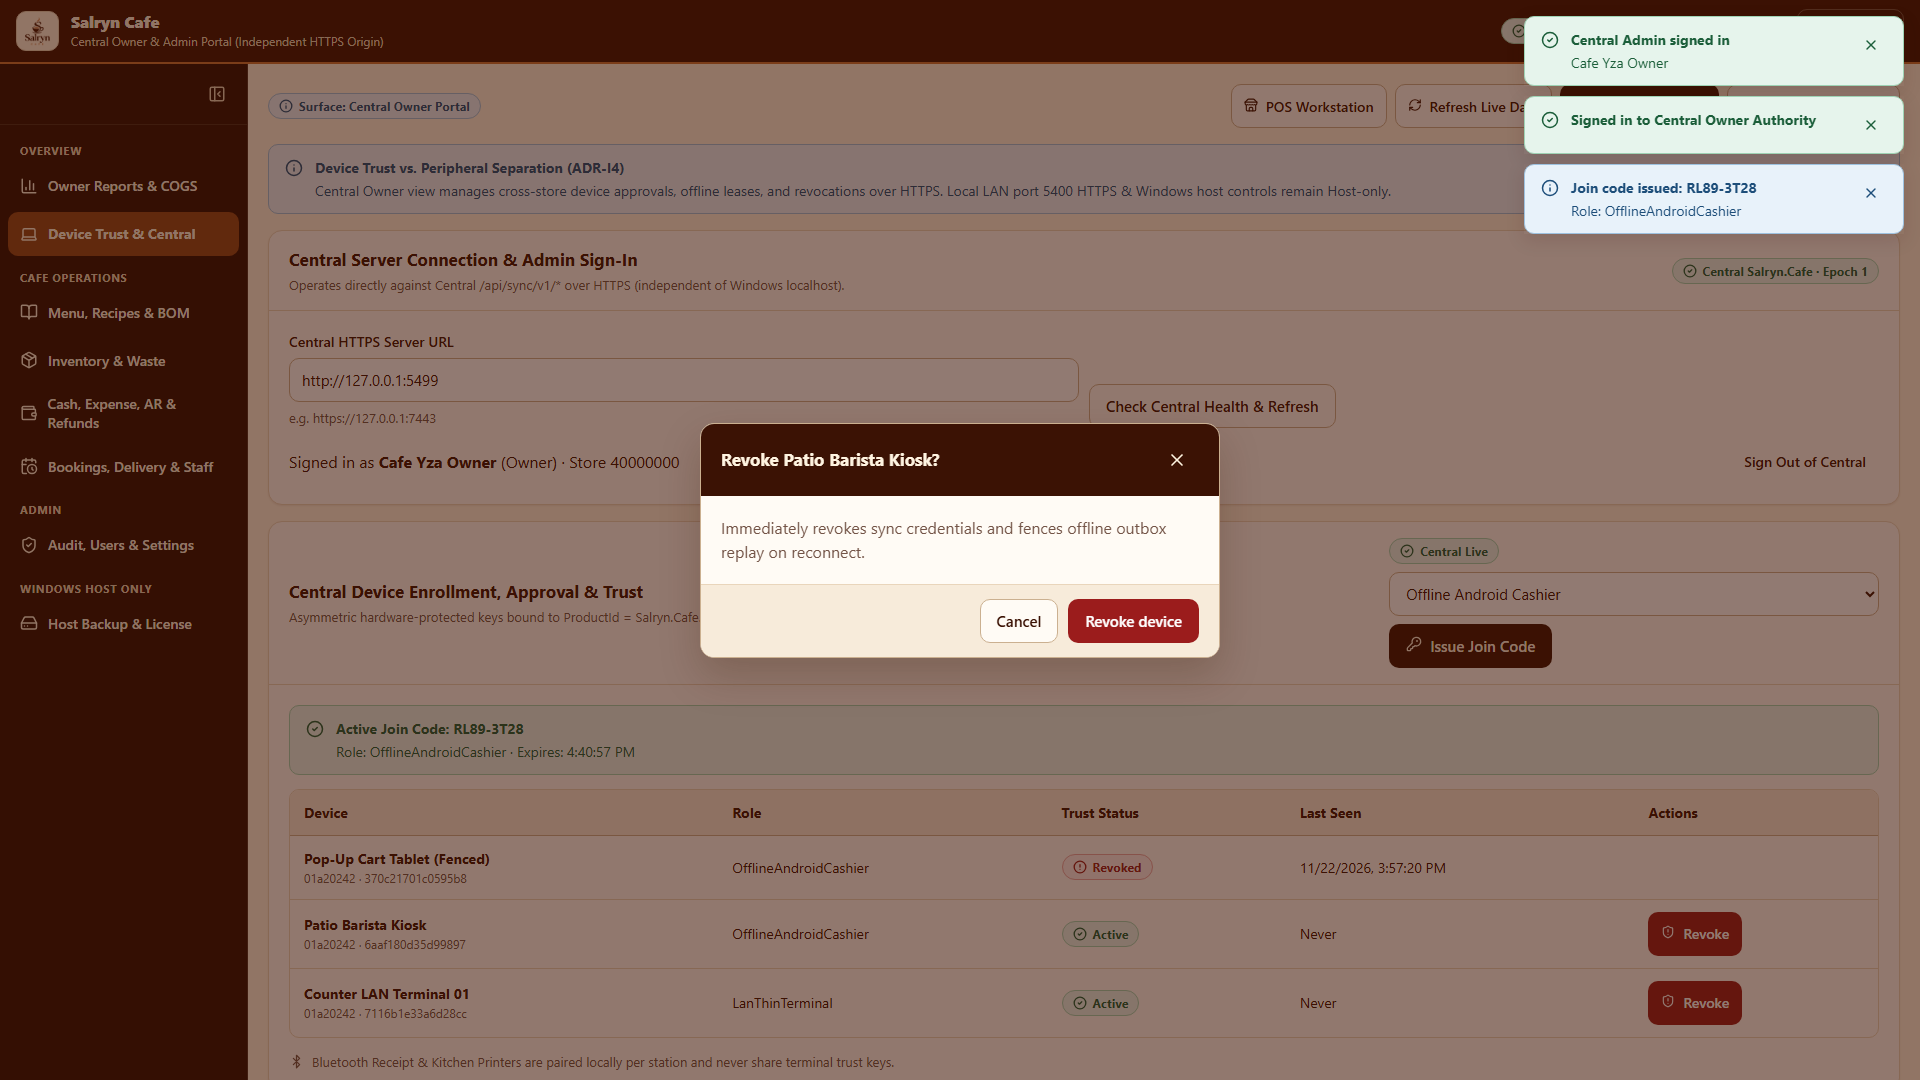 Salryn
Salryn Cafe
Central Owner & Admin Portal (Independent HTTPS Origin)
Central Admin signed in
Cafe Yza Owner
Signed in to Central Owner Authority
Join code issued: RL89-3T28
Role: OfflineAndroidCashier
OVERVIEW
Owner Reports & COGS
Device Trust & Central
CAFE OPERATIONS
Menu, Recipes & BOM
Inventory & Waste
Cash, Expense, AR &
Refunds
Bookings, Delivery & Staff
ADMIN
Audit, Users & Settings
WINDOWS HOST ONLY
Host Backup & License
Surface: Central Owner Portal
POS Workstation
Refresh Live Da
Device Trust vs. Peripheral Separation (ADR-I4)
Central Owner view manages cross-store device approvals, offline leases, and revocations over HTTPS. Local LAN port 5400 HTTPS & Windows host controls remain Host-only.
Central Server Connection & Admin Sign-In
Operates directly against Central /api/sync/v1/* over HTTPS (independent of Windows localhost).
Central Salryn.Cafe · Epoch 1
Central HTTPS Server URL
http://127.0.0.1:5499
e.g. https://127.0.0.1:7443
Check Central Health & Refresh
Signed in as Cafe Yza Owner (Owner) · Store 40000000
Sign Out of Central
Revoke Patio Barista Kiosk?
Immediately revokes sync credentials and fences offline outbox
replay on reconnect.
Cancel
Revoke device
Central Device Enrollment, Approval & Trust
Asymmetric hardware-protected keys bound to ProductId = Salryn.Cafe
Central Live
Offline Android Cashier
Issue Join Code
Active Join Code: RL89-3T28
Role: OfflineAndroidCashier · Expires: 4:40:57 PM
Device Role Trust Status Last Seen Actions
Pop-Up Cart Tablet (Fenced)
01a20242 · 370c21701c0595b8
OfflineAndroidCashier
Revoked
11/22/2026, 3:57:20 PM
Patio Barista Kiosk
01a20242 · 6aaf180d35d99897
OfflineAndroidCashier
Active
Never
Revoke
Counter LAN Terminal 01
01a20242 · 7116b1e33a6d28cc
LanThinTerminal
Active
Never
Revoke
Bluetooth Receipt & Kitchen Printers are paired locally per station and never share terminal trust keys.